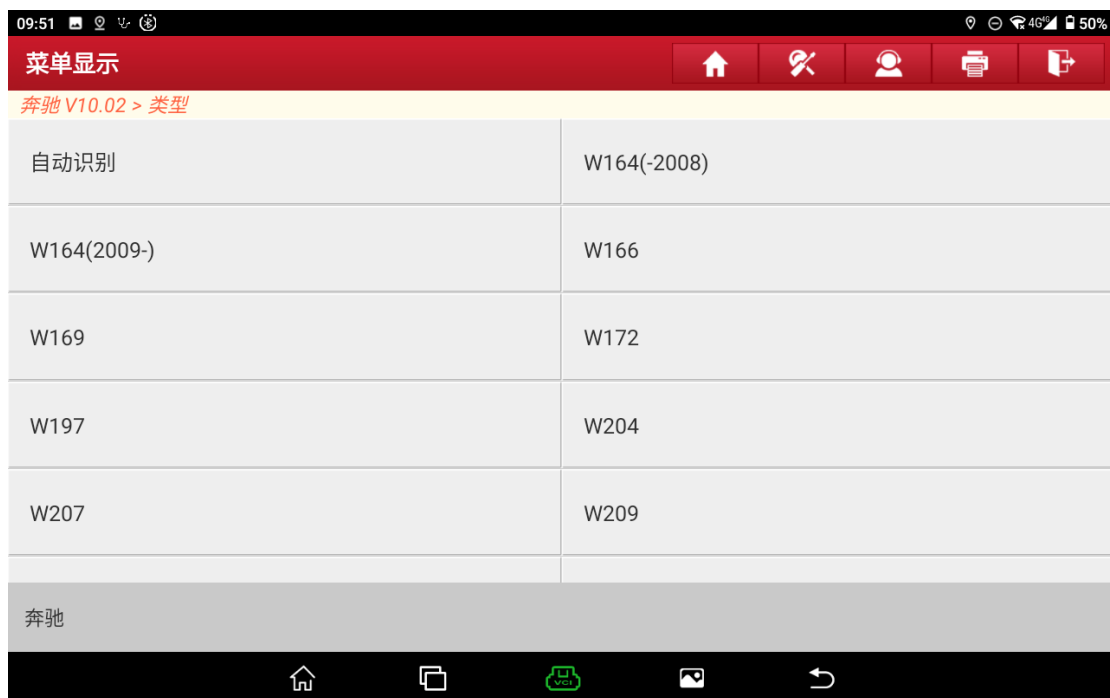 09:51 4G 4G 50%
菜单显示
奔驰 V10.02 > 类型
自动识别 W164(-2008)
W164(2009-) W166
W169 W172
W197 W204
W207 W209
奔驰
VCI